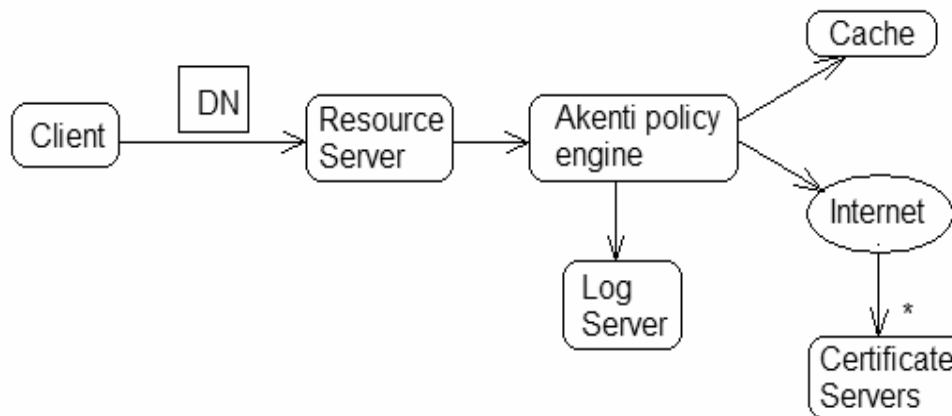 Cache
DN
Client
Resource
Server
Akenti policy
engine
Internet
Log
Server
*
Certificate
Servers